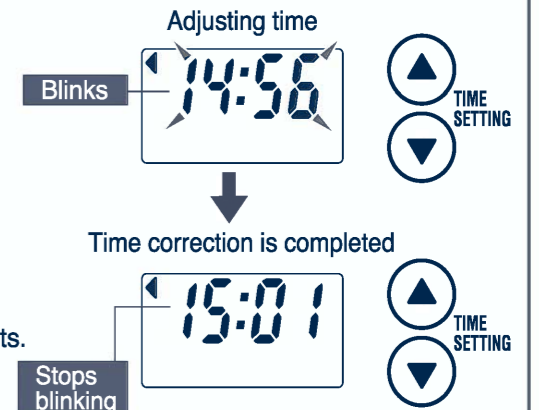 Adjusting time
14:56
Blinks
TIME
SETTING
Time correction is completed
15:01
TIME
SETTING
ts.
Stops
blinking